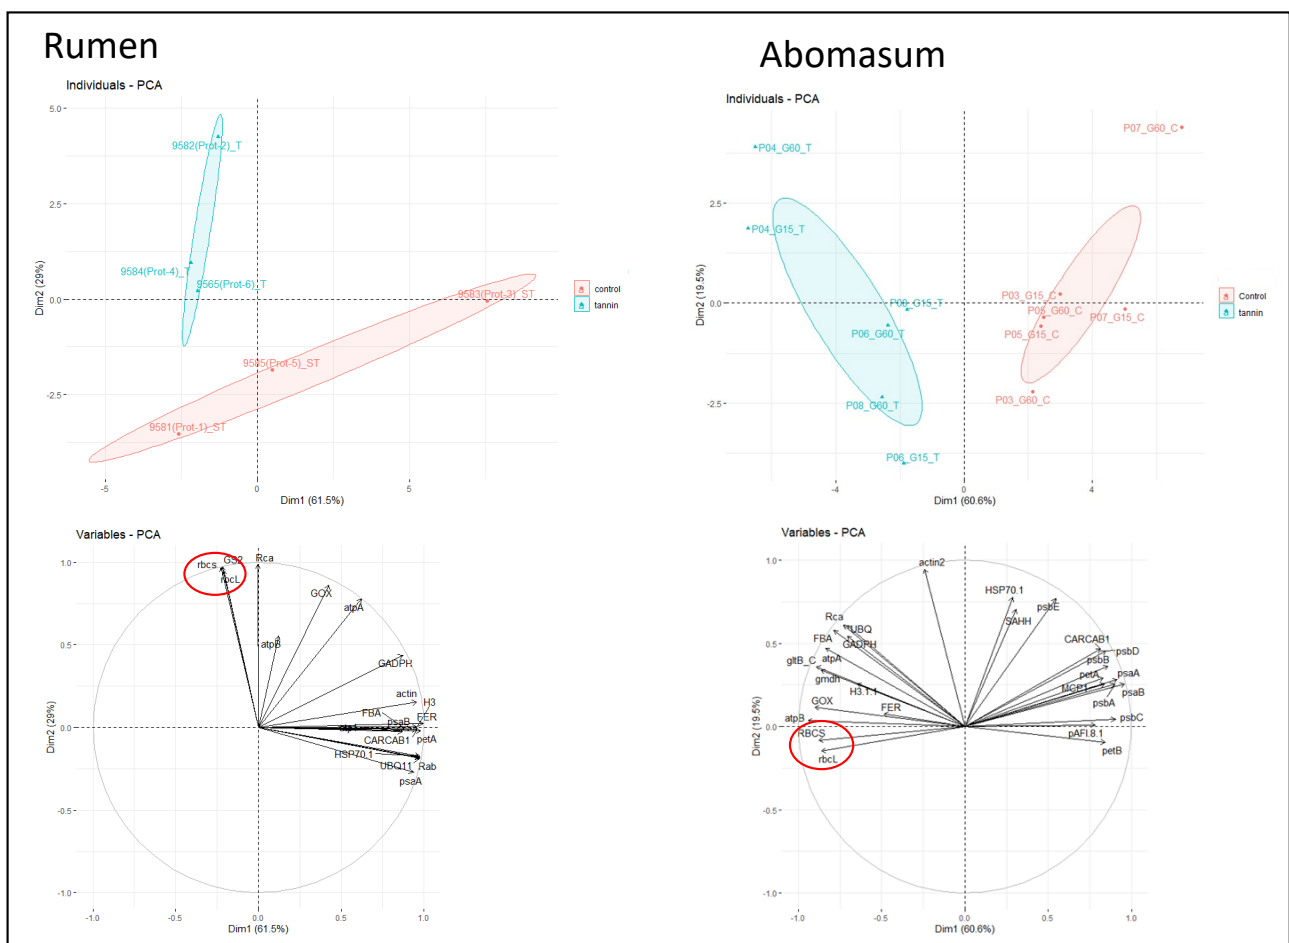 Rumen
Individuals - PCA
5.0
2.5
0.0
-2.5
Dim2 (29%)
9582(Prot-2)_T
9584(Prot-4)_T
9565(Prot-6)_T
9583(Prot-3)_ST
9585(Prot-5)_ST
9581(Prot-1)_ST
control
tannin
-5
0
5
Dim1 (61.5%)
Abomasum
Individuals - PCA
2.5
0.0
-2.5
Dim2 (19.5%)
P07_G60_C
P04_G60_T
P04_G15_T
P03_G15_C
P08_G15_T
P05_G60_C
P07_G15_C
P06_G60_T
P05_G15_C
P03_G60_C
P08_G60_T
P06_G15_T
Control
tannin
-4
0
4
Dim1 (60.6%)
Variables - PCA
1.0
0.5
0.0
-0.5
-1.0
Dim2 (29%)
rbcs
GS2
Rca
rbcL
GOX
atpA
atpB
GADPH
actin
H3
FBA
psaB
FER
CARCAB1
petA
HSP70.1
UBQ11
Rab
psaA
-1.0
-0.5
0.0
0.5
1.0
Dim1 (61.5%)
Variables - PCA
1.0
0.5
0.0
-0.5
-1.0
Dim2 (19.5%)
actin2
HSP70.1
psbE
SAHH
Rca
UBQ
FBA
GADPH
CARCAB1
psbD
gltB_C
atpA
psbB
gmdh
petA
psaA
H3.1.1
MCP1
psaB
GOX
FER
psbA
atpB
psbC
RBCS
pAFI.8.1
rbcL
petB
-1.0
-0.5
0.0
0.5
1.0
Dim1 (60.6%)